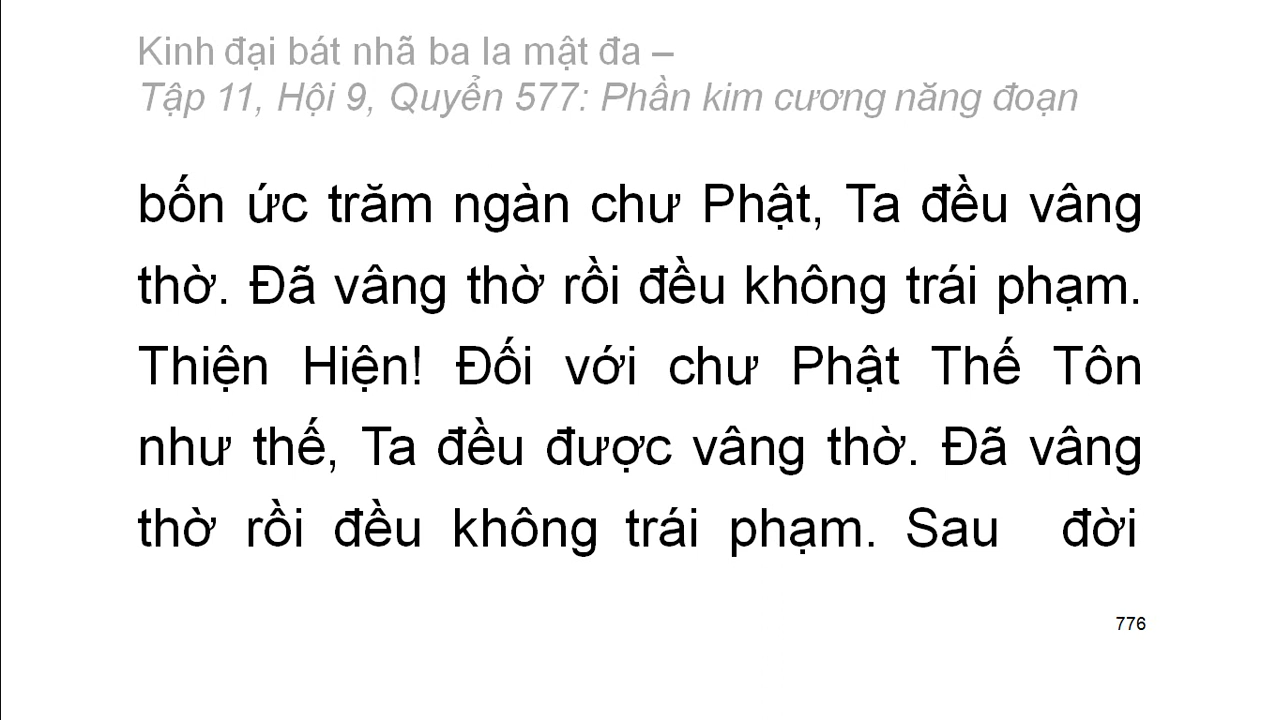 Kinh đại bát nhã ba la mật đa –
Tập 11, Hội 9, Quyển 577: Phần kim cương năng đoạn
bốn ức trăm ngàn chư Phật, Ta đều vâng
thờ. Đã vâng thờ rồi đều không trái phạm.
Thiện Hiện! Đối với chư Phật Thế Tôn
như thế, Ta đều được vâng thờ. Đã vâng
thờ rồi đều không trái phạm. Sau đời
776